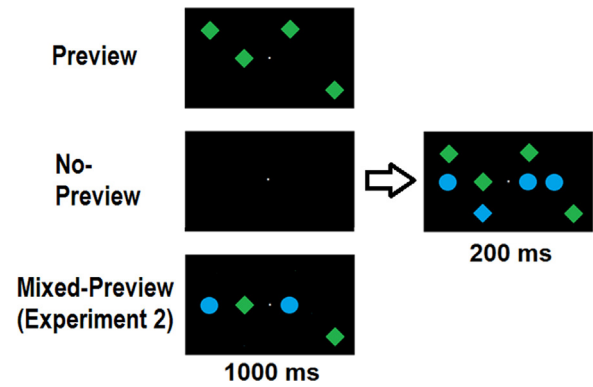 Preview
No-
Preview
200 ms
Mixed-Preview
(Experiment 2)
1000 ms